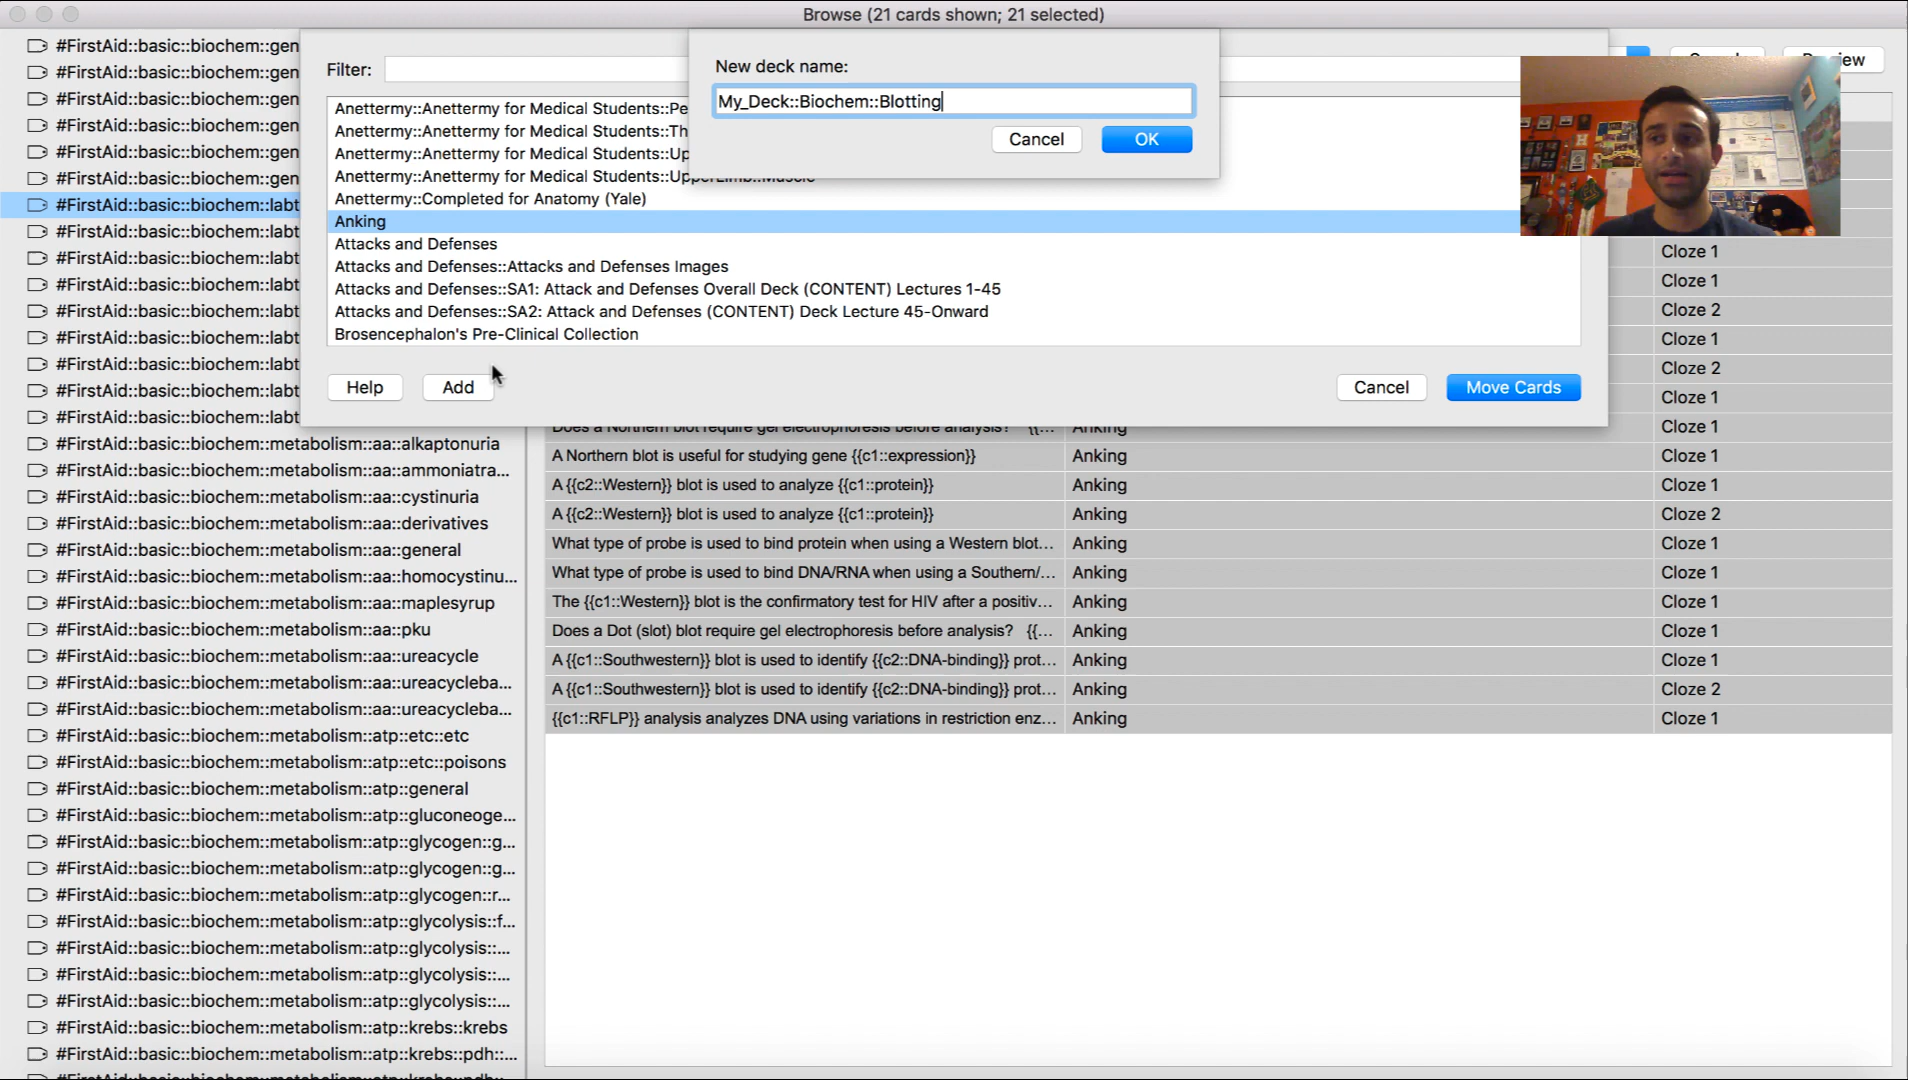 Browse (21 cards shown; 21 selected)
#FirstAid::basic::biochem::gen
#FirstAid::basic::biochem::gen
#FirstAid::basic::biochem::gen
#FirstAid::basic::biochem::gen
#FirstAid::basic::biochem::gen
#FirstAid::basic::biochem::gen
#FirstAid::basic::biochem::labt
#FirstAid::basic::biochem::labt
#FirstAid::basic::biochem::labt
#FirstAid::basic::biochem::labt
#FirstAid::basic::biochem::labt
#FirstAid::basic::biochem::labt
#FirstAid::basic::biochem::labt
#FirstAid::basic::biochem::labt
#FirstAid::basic::biochem::labt
#FirstAid::basic::biochem::metabolism::aa::alkaptonuria
#FirstAid::basic::biochem::metabolism::aa::ammoniatra...
#FirstAid::basic::biochem::metabolism::aa::cystinuria
#FirstAid::basic::biochem::metabolism::aa::derivatives
#FirstAid::basic::biochem::metabolism::aa::general
#FirstAid::basic::biochem::metabolism::aa::homocystinu...
#FirstAid::basic::biochem::metabolism::aa::maplesyrup
#FirstAid::basic::biochem::metabolism::aa::pku
#FirstAid::basic::biochem::metabolism::aa::ureacycle
#FirstAid::basic::biochem::metabolism::aa::ureacycleba...
#FirstAid::basic::biochem::metabolism::aa::ureacycleba...
#FirstAid::basic::biochem::metabolism::atp::etc::etc
#FirstAid::basic::biochem::metabolism::atp::etc::poisons
#FirstAid::basic::biochem::metabolism::atp::general
#FirstAid::basic::biochem::metabolism::atp::gluconeoge...
#FirstAid::basic::biochem::metabolism::atp::glycogen::g...
#FirstAid::basic::biochem::metabolism::atp::glycogen::g...
#FirstAid::basic::biochem::metabolism::atp::glycogen::r...
#FirstAid::basic::biochem::metabolism::atp::glycolysis::f...
#FirstAid::basic::biochem::metabolism::atp::glycolysis::...
#FirstAid::basic::biochem::metabolism::atp::glycolysis::...
#FirstAid::basic::biochem::metabolism::atp::glycolysis::...
#FirstAid::basic::biochem::metabolism::atp::krebs::krebs
#FirstAid::basic::biochem::metabolism::atp::krebs::pdh::...
Filter:
Anettermy::Anettermy for Medical Students::Pe
Anettermy::Anettermy for Medical Students::Th
Anettermy::Anettermy for Medical Students::Up
Anettermy::Anettermy for Medical Students::UpperLimb::Muscle
Anettermy::Completed for Anatomy (Yale)
Anking
Attacks and Defenses
Attacks and Defenses::Attacks and Defenses Images
Attacks and Defenses::SA1: Attack and Defenses Overall Deck (CONTENT) Lectures 1-45
Attacks and Defenses::SA2: Attack and Defenses (CONTENT) Deck Lecture 45-Onward
Brosencephalon's Pre-Clinical Collection
Help Add Cancel Move Cards
New deck name:
My_Deck::Biochem::Blotting
Cancel OK
Cloze 1
Cloze 1
Cloze 2
Cloze 1
Cloze 2
Cloze 1
Does a Northern blot require gel electrophoresis before analysis? {{... Anking Cloze 1
A Northern blot is useful for studying gene {{c1::expression}} Anking Cloze 1
A {{c2::Western}} blot is used to analyze {{c1::protein}} Anking Cloze 1
A {{c2::Western}} blot is used to analyze {{c1::protein}} Anking Cloze 2
What type of probe is used to bind protein when using a Western blot... Anking Cloze 1
What type of probe is used to bind DNA/RNA when using a Southern/... Anking Cloze 1
The {{c1::Western}} blot is the confirmatory test for HIV after a positiv... Anking Cloze 1
Does a Dot (slot) blot require gel electrophoresis before analysis? {{... Anking Cloze 1
A {{c1::Southwestern}} blot is used to identify {{c2::DNA-binding}} prot... Anking Cloze 1
A {{c1::Southwestern}} blot is used to identify {{c2::DNA-binding}} prot... Anking Cloze 2
{{c1::RFLP}} analysis analyzes DNA using variations in restriction enz... Anking Cloze 1